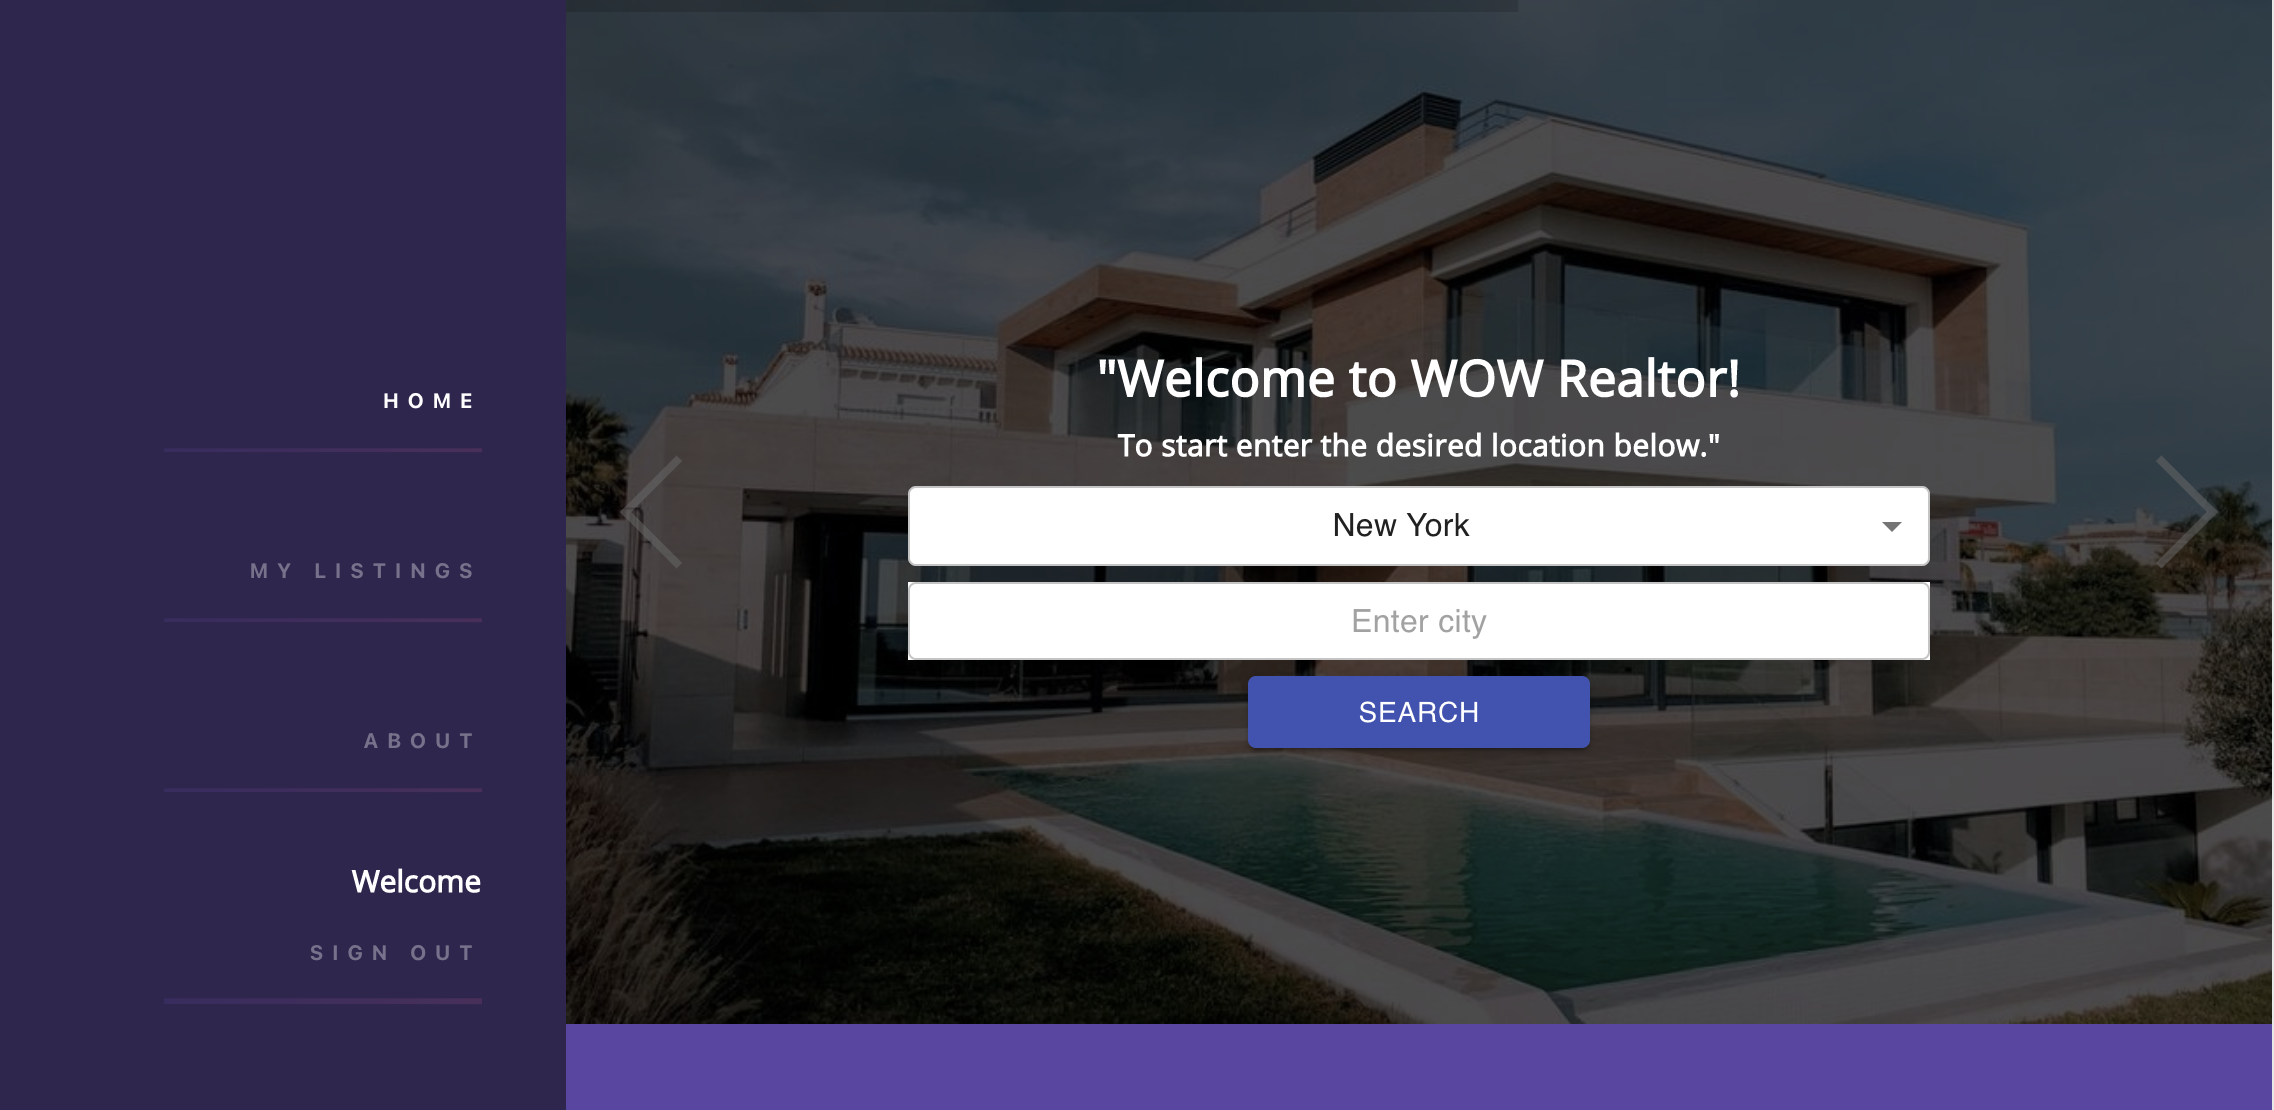 HOME
MY LISTINGS
ABOUT
Welcome
SIGN OUT
"Welcome to WOW Realtor!
To start enter the desired location below."
New York
Enter city
SEARCH